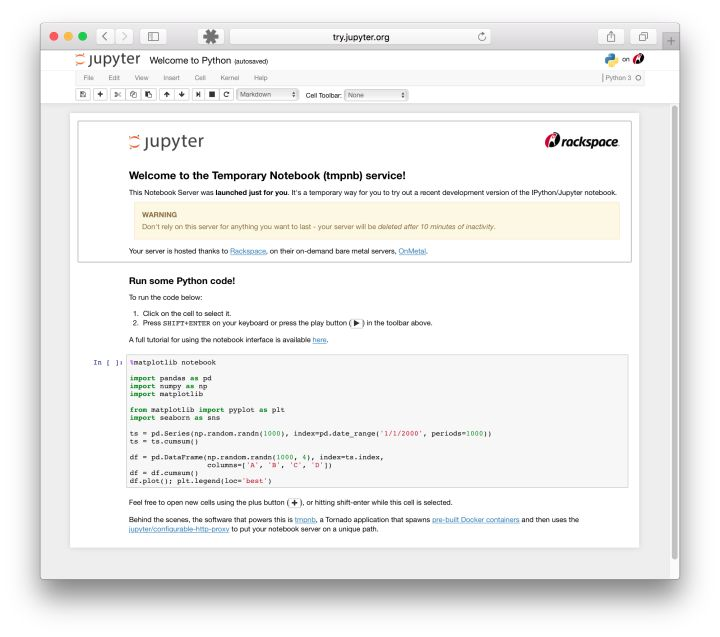 try.jupyter.org
jupyter Welcome to Python (autosaved)
on
File Edit View Insert Cell Kernel Help
Python 3
Markdown Cell Toolbar: None
jupyter
rackspace
Welcome to the Temporary Notebook (tmpnb) service!
This Notebook Server was launched just for you. It's a temporary way for you to try out a recent development version of the IPython/Jupyter notebook.
WARNING
Don't rely on this server for anything you want to last - your server will be deleted after 10 minutes of inactivity.
Your server is hosted thanks to Rackspace, on their on-demand bare metal servers, OnMetal.
Run some Python code!
To run the code below:
1. Click on the cell to select it.
2. Press SHIFT+ENTER on your keyboard or press the play button ( ) in the toolbar above.
A full tutorial for using the notebook interface is available here.
In [ ]: %matplotlib notebook
import pandas as pd
import numpy as np
import matplotlib
from matplotlib import pyplot as plt
import seaborn as sns
ts = pd.Series(np.random.randn(1000), index=pd.date_range('1/1/2000', periods=1000))
ts = ts.cumsum()
df = pd.DataFrame(np.random.randn(1000, 4), index=ts.index,
columns=['A', 'B', 'C', 'D'])
df = df.cumsum()
df.plot(); plt.legend(loc='best')
Feel free to open new cells using the plus button ( + ), or hitting shift-enter while this cell is selected.
Behind the scenes, the software that powers this is tmpnb, a Tornado application that spawns pre-built Docker containers and then uses the
jupyter/configurable-http-proxy to put your notebook server on a unique path.